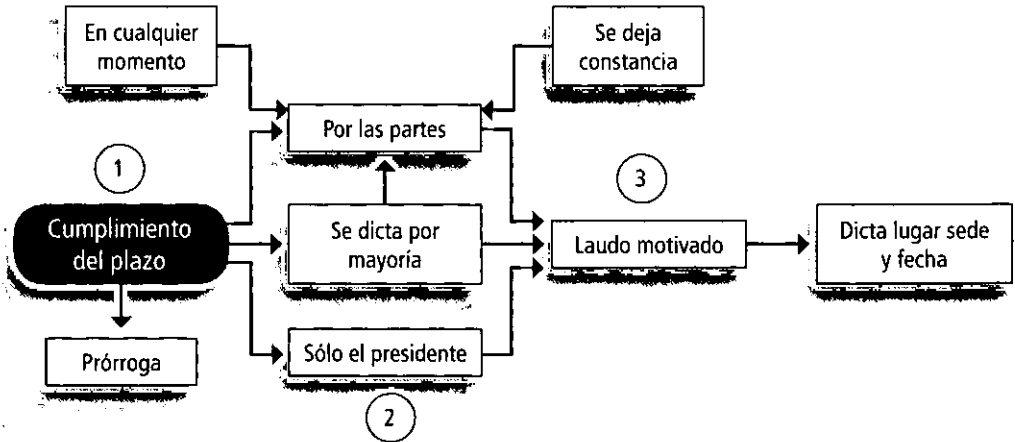 En cualquier
momento
Se deja
constancia
Por las partes
1
3
Cumplimiento
del plazo
Se dicta por
mayoría
Laudo motivado
Dicta lugar sede
y fecha
Prórroga
Sólo el presidente
2